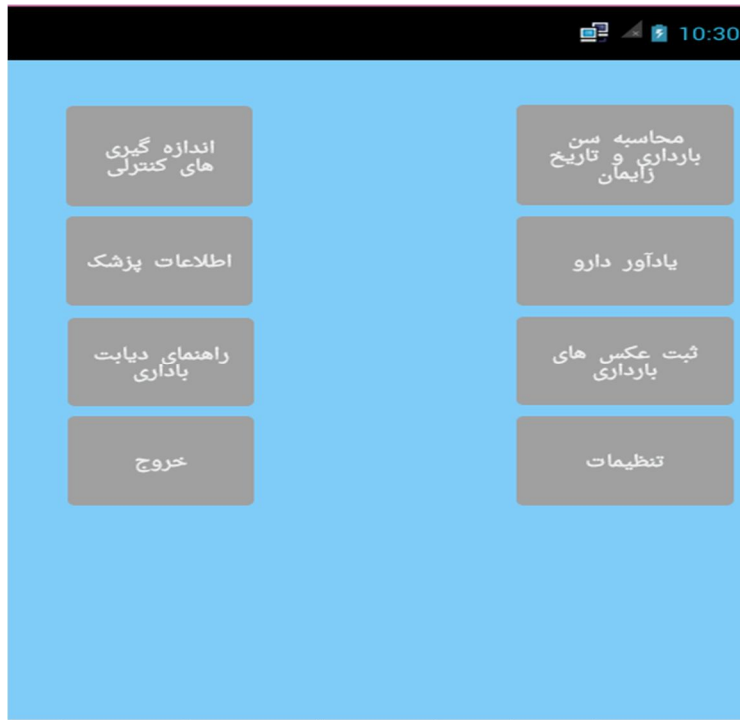 10:30
محاسبه سن
بارداری و تاریخ
زایمان
اندازه گیری
های کنترلی
یادآور دارو
اطلاعات پزشک
ثبت عکس های
بارداری
راهنمای دیابت
باداری
تنظیمات
خروج